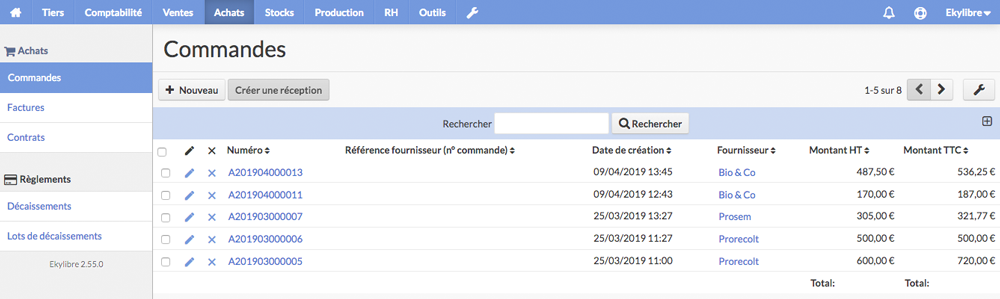 Tiers Comptabilité Ventes Achats Stocks Production RH Outils Ekylibre
Achats
Commandes
Factures
Contrats
Règlements
Décaissements
Lots de décaissements
Ekylibre 2.55.0
Commandes
Nouveau Créer une réception 1-5 sur 8
Rechercher Rechercher
Numéro Référence fournisseur (n° commande) Date de création Fournisseur Montant HT Montant TTC
A201904000013 09/04/2019 13:45 Bio & Co 487,50 € 536,25 €
A201904000011 09/04/2019 12:43 Bio & Co 170,00 € 187,00 €
A201903000007 25/03/2019 13:27 Prosem 305,00 € 321,77 €
A201903000006 25/03/2019 11:27 Prorecolt 500,00 € 500,00 €
A201903000005 25/03/2019 11:00 Prorecolt 600,00 € 720,00 €
Total: Total: